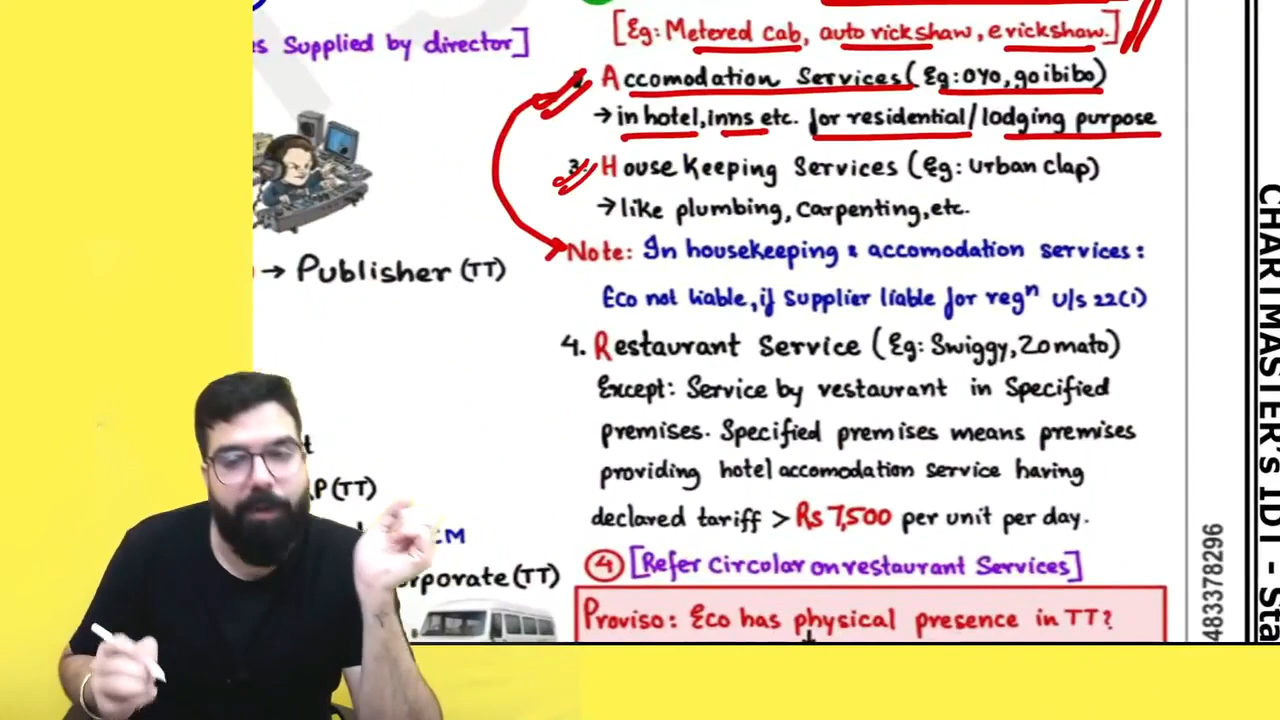 s Supplied by director]
→ Publisher (TT)
t
P (TT)
CM
orporate (TT)
[Eg: Metered cab, auto rickshaw, e rickshaw.]
Accomodation Services (Eg: OYO, goibibo)
→ in hotel, inns etc. for residential/lodging purpose
3. House Keeping Services (Eg: Urban clap)
→ like plumbing, Carpenting, etc.
Note: In housekeeping & accomodation services:
Eco not liable, if Supplier liable for regn u/s 22(1)
4. Restaurant Service (Eg: Swiggy, Zomato)
Except: Service by restaurant in Specified
premises. Specified premises means premises
providing hotel accomodation service having
declared tariff > Rs 7,500 per unit per day.
4 [Refer Circular on restaurant Services]
Proviso: Eco has physical presence in TT?
483378296
CHARTMASTER's IDT - Sta